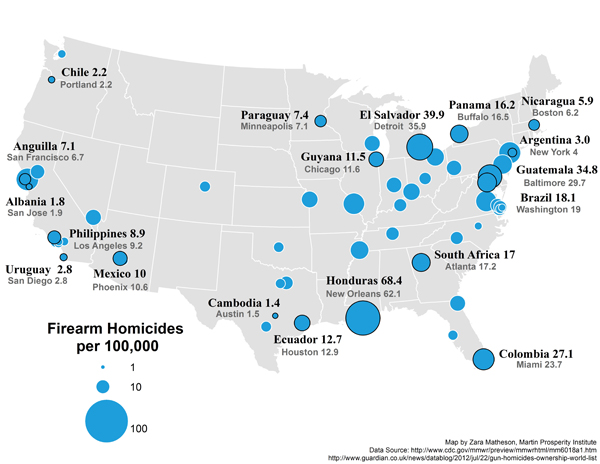 Chile 2.2
Portland 2.2
Paraguay 7.4
Minneapolis 7.1
El Salvador 39.9
Detroit 35.9
Panama 16.2
Buffalo 16.5
Nicaragua 5.9
Boston 6.2
Anguilla 7.1
San Francisco 6.7
Guyana 11.5
Chicago 11.6
Argentina 3.0
New York 4
Guatemala 34.8
Baltimore 29.7
Albania 1.8
San Jose 1.9
Brazil 18.1
Washington 19
Philippines 8.9
Los Angeles 9.2
South Africa 17
Atlanta 17.2
Uruguay 2.8
San Diego 2.8
Mexico 10
Phoenix 10.6
Honduras 68.4
New Orleans 62.1
Cambodia 1.4
Austin 1.5
Ecuador 12.7
Houston 12.9
Colombia 27.1
Miami 23.7
Firearm Homicides
per 100,000
1
10
100
Map by Zara Matheson, Martin Prosperity Institute
Data Source: http://www.cdc.gov/mmwr/preview/mmwrhtml/mm6018a1.htm
http://www.guardian.co.uk/news/datablog/2012/jul/22/gun-homicides-ownership-world-list